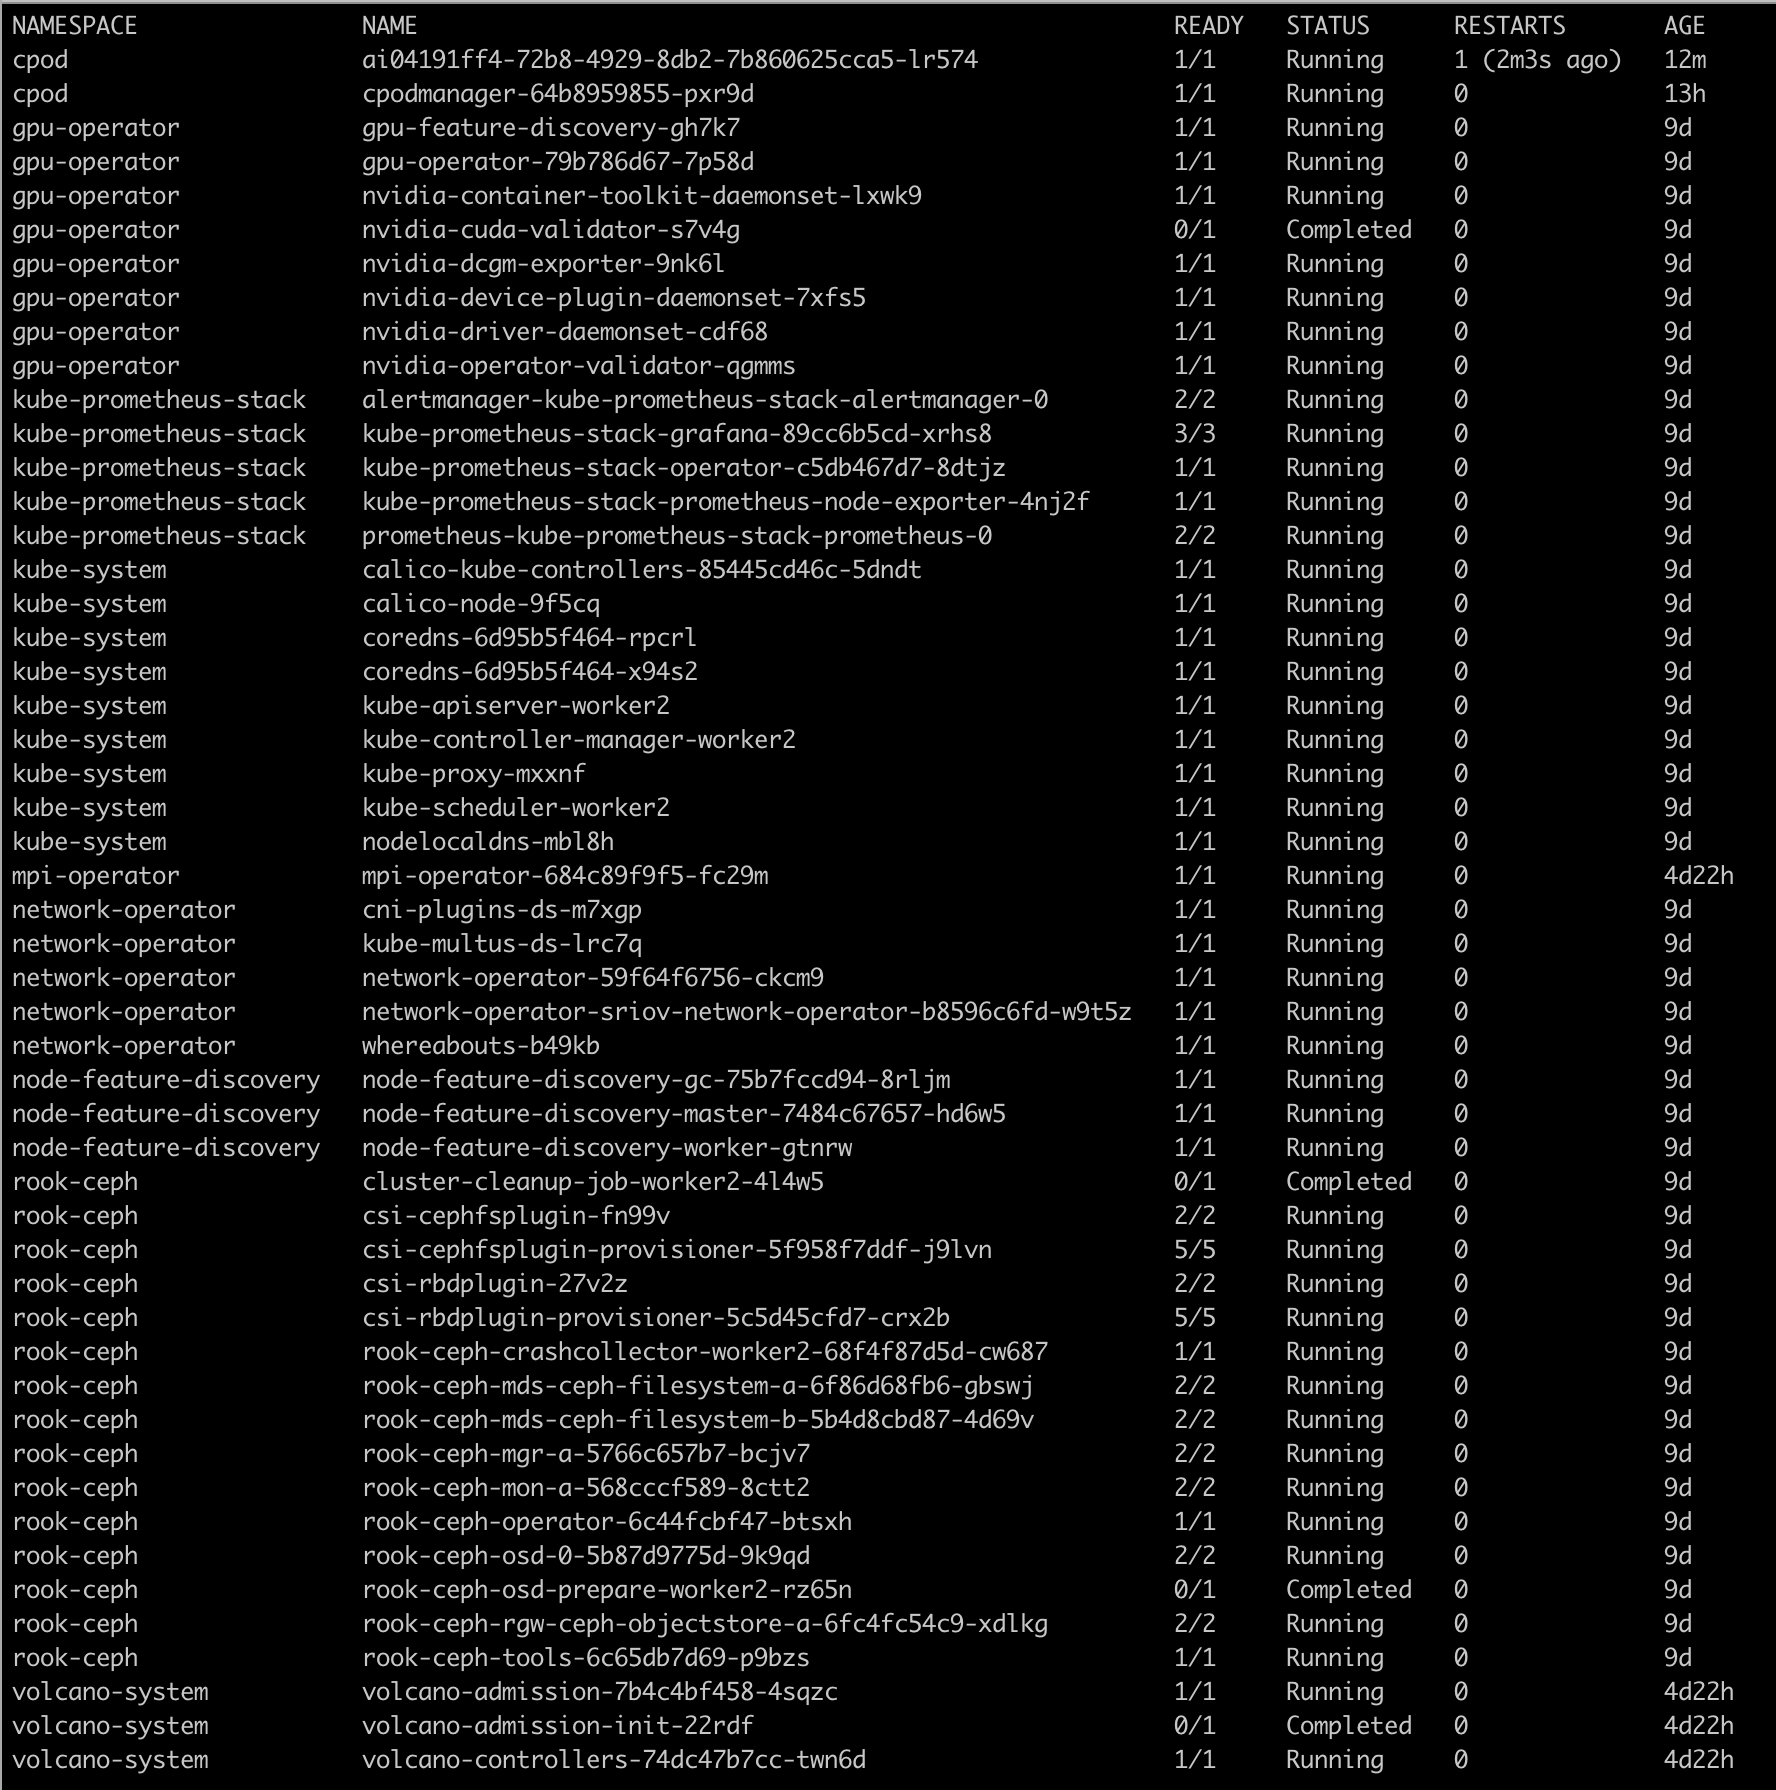 NAMESPACE NAME READY STATUS RESTARTS AGE
cpod ai04191ff4-72b8-4929-8db2-7b860625cca5-lr574 1/1 Running 1 (2m3s ago) 12m
cpod cpodmanager-64b8959855-pxr9d 1/1 Running 0 13h
gpu-operator gpu-feature-discovery-gh7k7 1/1 Running 0 9d
gpu-operator gpu-operator-79b786d67-7p58d 1/1 Running 0 9d
gpu-operator nvidia-container-toolkit-daemonset-lxwk9 1/1 Running 0 9d
gpu-operator nvidia-cuda-validator-s7v4g 0/1 Completed 0 9d
gpu-operator nvidia-dcgm-exporter-9nk6l 1/1 Running 0 9d
gpu-operator nvidia-device-plugin-daemonset-7xfs5 1/1 Running 0 9d
gpu-operator nvidia-driver-daemonset-cdf68 1/1 Running 0 9d
gpu-operator nvidia-operator-validator-qgmms 1/1 Running 0 9d
kube-prometheus-stack alertmanager-kube-prometheus-stack-alertmanager-0 2/2 Running 0 9d
kube-prometheus-stack kube-prometheus-stack-grafana-89cc6b5cd-xrhs8 3/3 Running 0 9d
kube-prometheus-stack kube-prometheus-stack-operator-c5db467d7-8dtjz 1/1 Running 0 9d
kube-prometheus-stack kube-prometheus-stack-prometheus-node-exporter-4nj2f 1/1 Running 0 9d
kube-prometheus-stack prometheus-kube-prometheus-stack-prometheus-0 2/2 Running 0 9d
kube-system calico-kube-controllers-85445cd46c-5dndt 1/1 Running 0 9d
kube-system calico-node-9f5cq 1/1 Running 0 9d
kube-system coredns-6d95b5f464-rpcrl 1/1 Running 0 9d
kube-system coredns-6d95b5f464-x94s2 1/1 Running 0 9d
kube-system kube-apiserver-worker2 1/1 Running 0 9d
kube-system kube-controller-manager-worker2 1/1 Running 0 9d
kube-system kube-proxy-mxxnf 1/1 Running 0 9d
kube-system kube-scheduler-worker2 1/1 Running 0 9d
kube-system nodelocaldns-mbl8h 1/1 Running 0 9d
mpi-operator mpi-operator-684c89f9f5-fc29m 1/1 Running 0 4d22h
network-operator cni-plugins-ds-m7xgp 1/1 Running 0 9d
network-operator kube-multus-ds-lrc7q 1/1 Running 0 9d
network-operator network-operator-59f64f6756-ckcm9 1/1 Running 0 9d
network-operator network-operator-sriov-network-operator-b8596c6fd-w9t5z 1/1 Running 0 9d
network-operator whereabouts-b49kb 1/1 Running 0 9d
node-feature-discovery node-feature-discovery-gc-75b7fccd94-8rljm 1/1 Running 0 9d
node-feature-discovery node-feature-discovery-master-7484c67657-hd6w5 1/1 Running 0 9d
node-feature-discovery node-feature-discovery-worker-gtnrw 1/1 Running 0 9d
rook-ceph cluster-cleanup-job-worker2-4l4w5 0/1 Completed 0 9d
rook-ceph csi-cephfsplugin-fn99v 2/2 Running 0 9d
rook-ceph csi-cephfsplugin-provisioner-5f958f7ddf-j9lvn 5/5 Running 0 9d
rook-ceph csi-rbdplugin-27v2z 2/2 Running 0 9d
rook-ceph csi-rbdplugin-provisioner-5c5d45cfd7-crx2b 5/5 Running 0 9d
rook-ceph rook-ceph-crashcollector-worker2-68f4f87d5d-cw687 1/1 Running 0 9d
rook-ceph rook-ceph-mds-ceph-filesystem-a-6f86d68fb6-gbswj 2/2 Running 0 9d
rook-ceph rook-ceph-mds-ceph-filesystem-b-5b4d8cbd87-4d69v 2/2 Running 0 9d
rook-ceph rook-ceph-mgr-a-5766c657b7-bcjv7 2/2 Running 0 9d
rook-ceph rook-ceph-mon-a-568cccf589-8ctt2 2/2 Running 0 9d
rook-ceph rook-ceph-operator-6c44fcbf47-btsxh 1/1 Running 0 9d
rook-ceph rook-ceph-osd-0-5b87d9775d-9k9qd 2/2 Running 0 9d
rook-ceph rook-ceph-osd-prepare-worker2-rz65n 0/1 Completed 0 9d
rook-ceph rook-ceph-rgw-ceph-objectstore-a-6fc4fc54c9-xdlkg 2/2 Running 0 9d
rook-ceph rook-ceph-tools-6c65db7d69-p9bzs 1/1 Running 0 9d
volcano-system volcano-admission-7b4c4bf458-4sqzc 1/1 Running 0 4d22h
volcano-system volcano-admission-init-22rdf 0/1 Completed 0 4d22h
volcano-system volcano-controllers-74dc47b7cc-twn6d 1/1 Running 0 4d22h